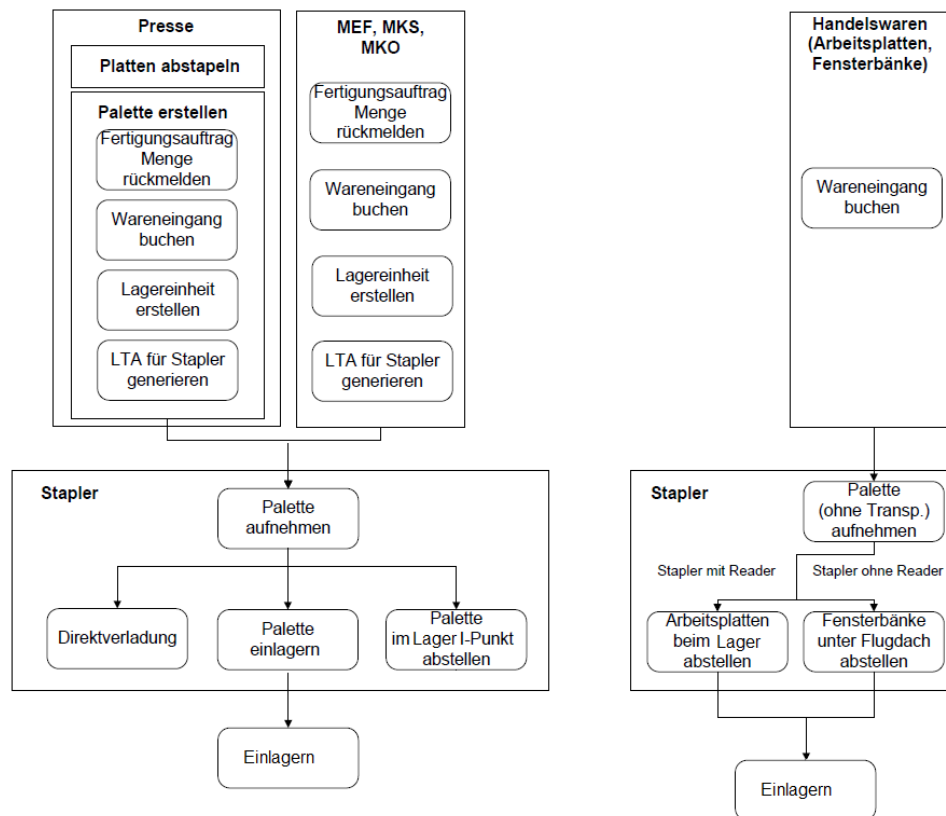 Presse
Platten abstapeln
Palette erstellen
Fertigungsauftrag
Menge
rückmelden
Wareneingang
buchen
Lagereinheit
erstellen
LTA für Stapler
generieren
MEF, MKS,
MKO
Fertigungsauftrag
Menge
rückmelden
Wareneingang
buchen
Lagereinheit
erstellen
LTA für Stapler
generieren
Stapler
Palette
aufnehmen
Direktverladung
Palette
einlagern
Palette
im Lager I-Punkt
abstellen
Einlagern
Handelswaren
(Arbeitsplatten,
Fensterbänke)
Wareneingang
buchen
Stapler
Palette
(ohne Transp.)
aufnehmen
Stapler mit Reader
Stapler ohne Reader
Arbeitsplatten
beim Lager
abstellen
Fensterbänke
unter Flugdach
abstellen
Einlagern